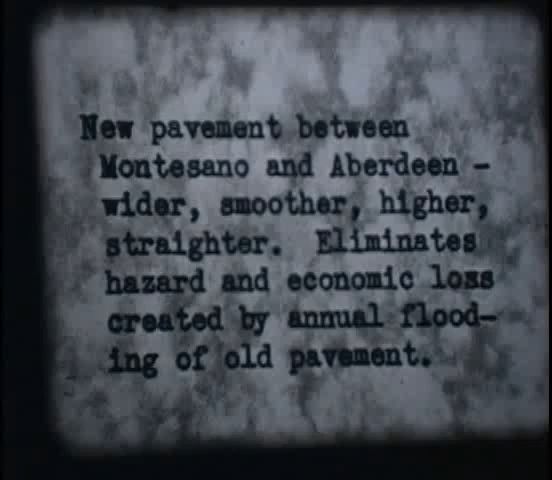 New pavement between
Montesano and Aberdeen -
wider, smoother, higher,
straighter. Eliminates
hazard and economic loss
created by annual flood-
ing of old pavement.